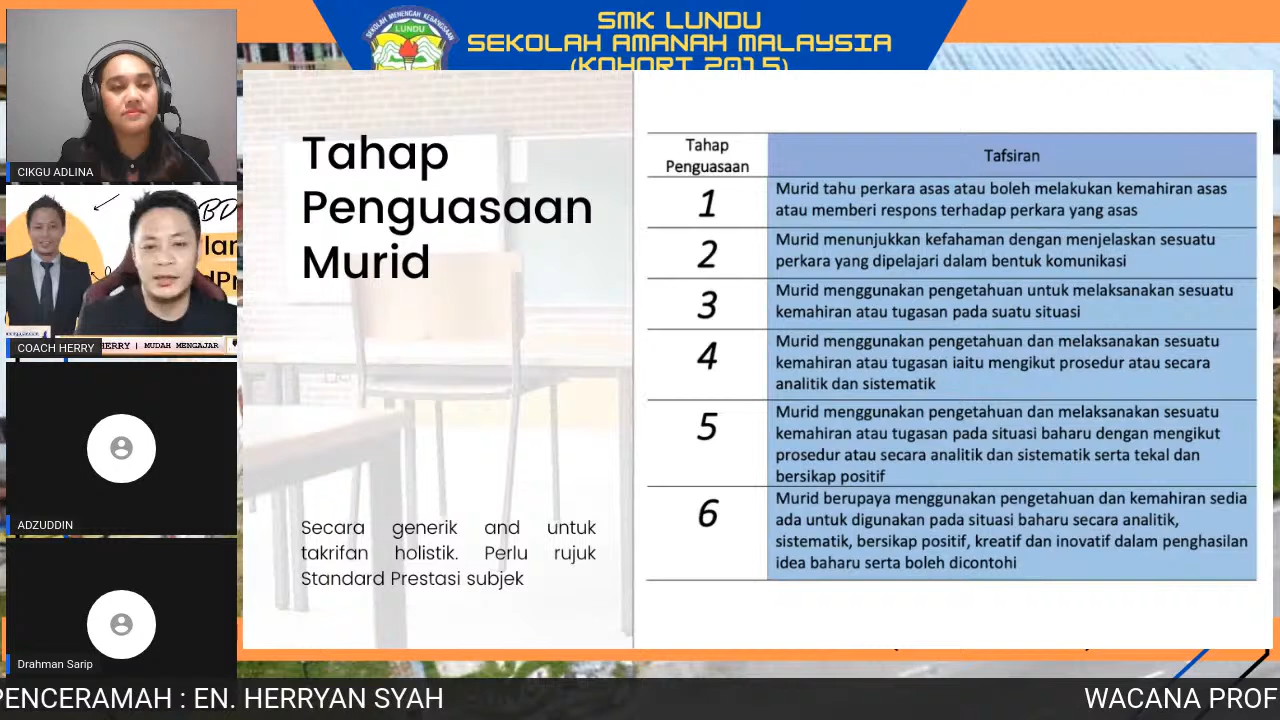 SEKOLAH MENENGAH KEBANGSAAN
LUNDU
SMK LUNDU
SEKOLAH AMANAH MALAYSIA
(KOHORT 2015)
CIKGU ADLINA
COACH HERRY
HERRY | MUDAH MENGAJAR
ADZUDDIN
Drahman Sarip
Tahap
Penguasaan
Murid
Secara generik and untuk
takrifan holistik. Perlu rujuk
Standard Prestasi subjek
Tahap
Penguasaan
Tafsiran
1
Murid tahu perkara asas atau boleh melakukan kemahiran asas
atau memberi respons terhadap perkara yang asas
2
Murid menunjukkan kefahaman dengan menjelaskan sesuatu
perkara yang dipelajari dalam bentuk komunikasi
3
Murid menggunakan pengetahuan untuk melaksanakan sesuatu
kemahiran atau tugasan pada suatu situasi
4
Murid menggunakan pengetahuan dan melaksanakan sesuatu
kemahiran atau tugasan iaitu mengikut prosedur atau secara
analitik dan sistematik
5
Murid menggunakan pengetahuan dan melaksanakan sesuatu
kemahiran atau tugasan pada situasi baharu dengan mengikut
prosedur atau secara analitik dan sistematik serta tekal dan
bersikap positif
6
Murid berupaya menggunakan pengetahuan dan kemahiran sedia
ada untuk digunakan pada situasi baharu secara analitik,
sistematik, bersikap positif, kreatif dan inovatif dalam penghasilan
idea baharu serta boleh dicontohi
PENCERAMAH : EN. HERRYAN SYAH
WACANA PROF